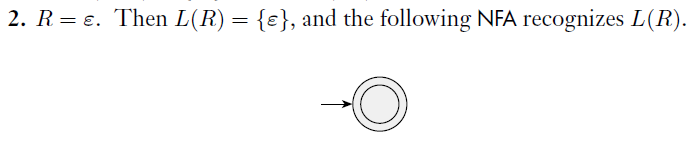 2. R = ε. Then L(R) = {ε}, and the following NFA recognizes L(R).